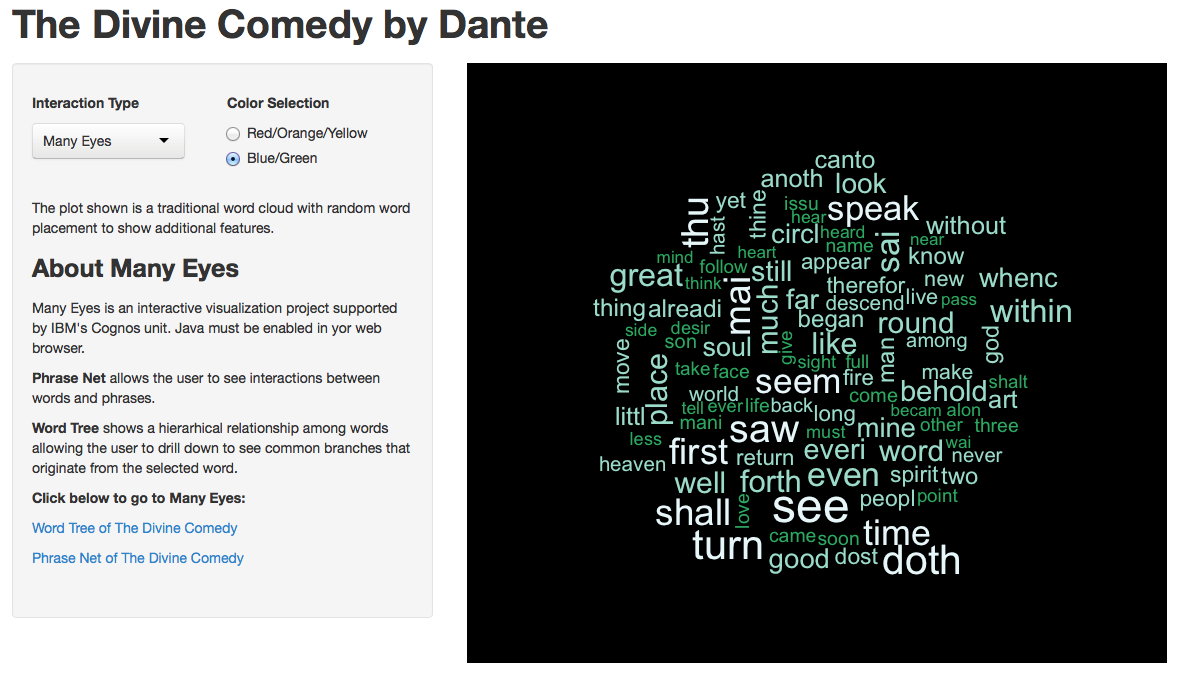 The Divine Comedy by Dante
Interaction Type
Many Eyes
Color Selection
Red/Orange/Yellow
Blue/Green
The plot shown is a traditional word cloud with random word
placement to show additional features.
About Many Eyes
Many Eyes is an interactive visualization project supported
by IBM's Cognos unit. Java must be enabled in yor web
browser.
Phrase Net allows the user to see interactions between
words and phrases.
Word Tree shows a hierarhical relationship among words
allowing the user to drill down to see common branches that
originate from the selected word.
Click below to go to Many Eyes:
Word Tree of The Divine Comedy
Phrase Net of The Divine Comedy
canto
anoth
look
thu
yet
hast
thine
issu
hear
speak
circl
heard
name
sai
without
near
know
mind
follow
heart
still
appear
great
think
mai
much
far
therefor
descend
live
new
pass
whenc
thing
alreadi
began
round
within
side
desir
son
soul
give
like
man
among
god
move
place
take
face
sight
full
seem
fire
make
shalt
world
come
behold
art
littl
tell
ever
life
back
long
becam
alon
mani
saw
must
mine
other
three
less
first
return
everi
word
wai
never
heaven
well
forth
even
spirit
two
shall
love
see
peopl
point
turn
came
soon
time
good
dost
doth